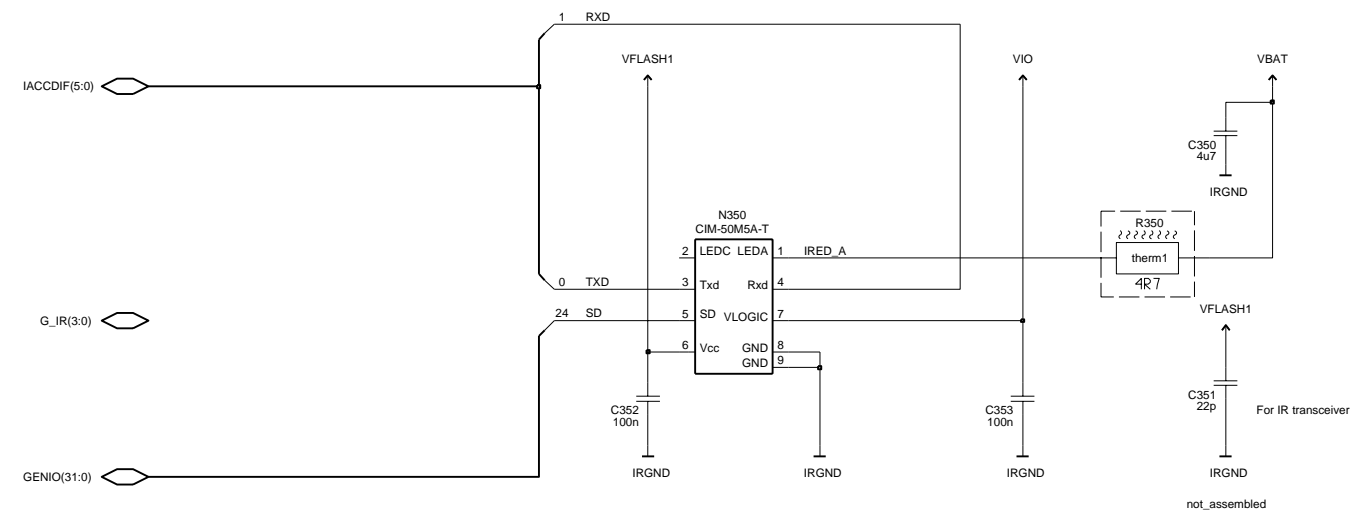 1 RXD
IACCDIF(5:0)
VFLASH1
VIO
VBAT
C350
4u7
IRGND
N350
CIM-50M5A-T
R350
therm1
4R7
2 LEDC LEDA 1 IRED_A
0 TXD 3 Txd Rxd 4
G_IR(3:0)
24 SD 5 SD VLOGIC 7
6 Vcc GND 8
GND 9
VFLASH1
C352
100n
C353
100n
C351
22p
For IR transceiver
GENIO(31:0)
IRGND
IRGND
IRGND
IRGND
not_assembled